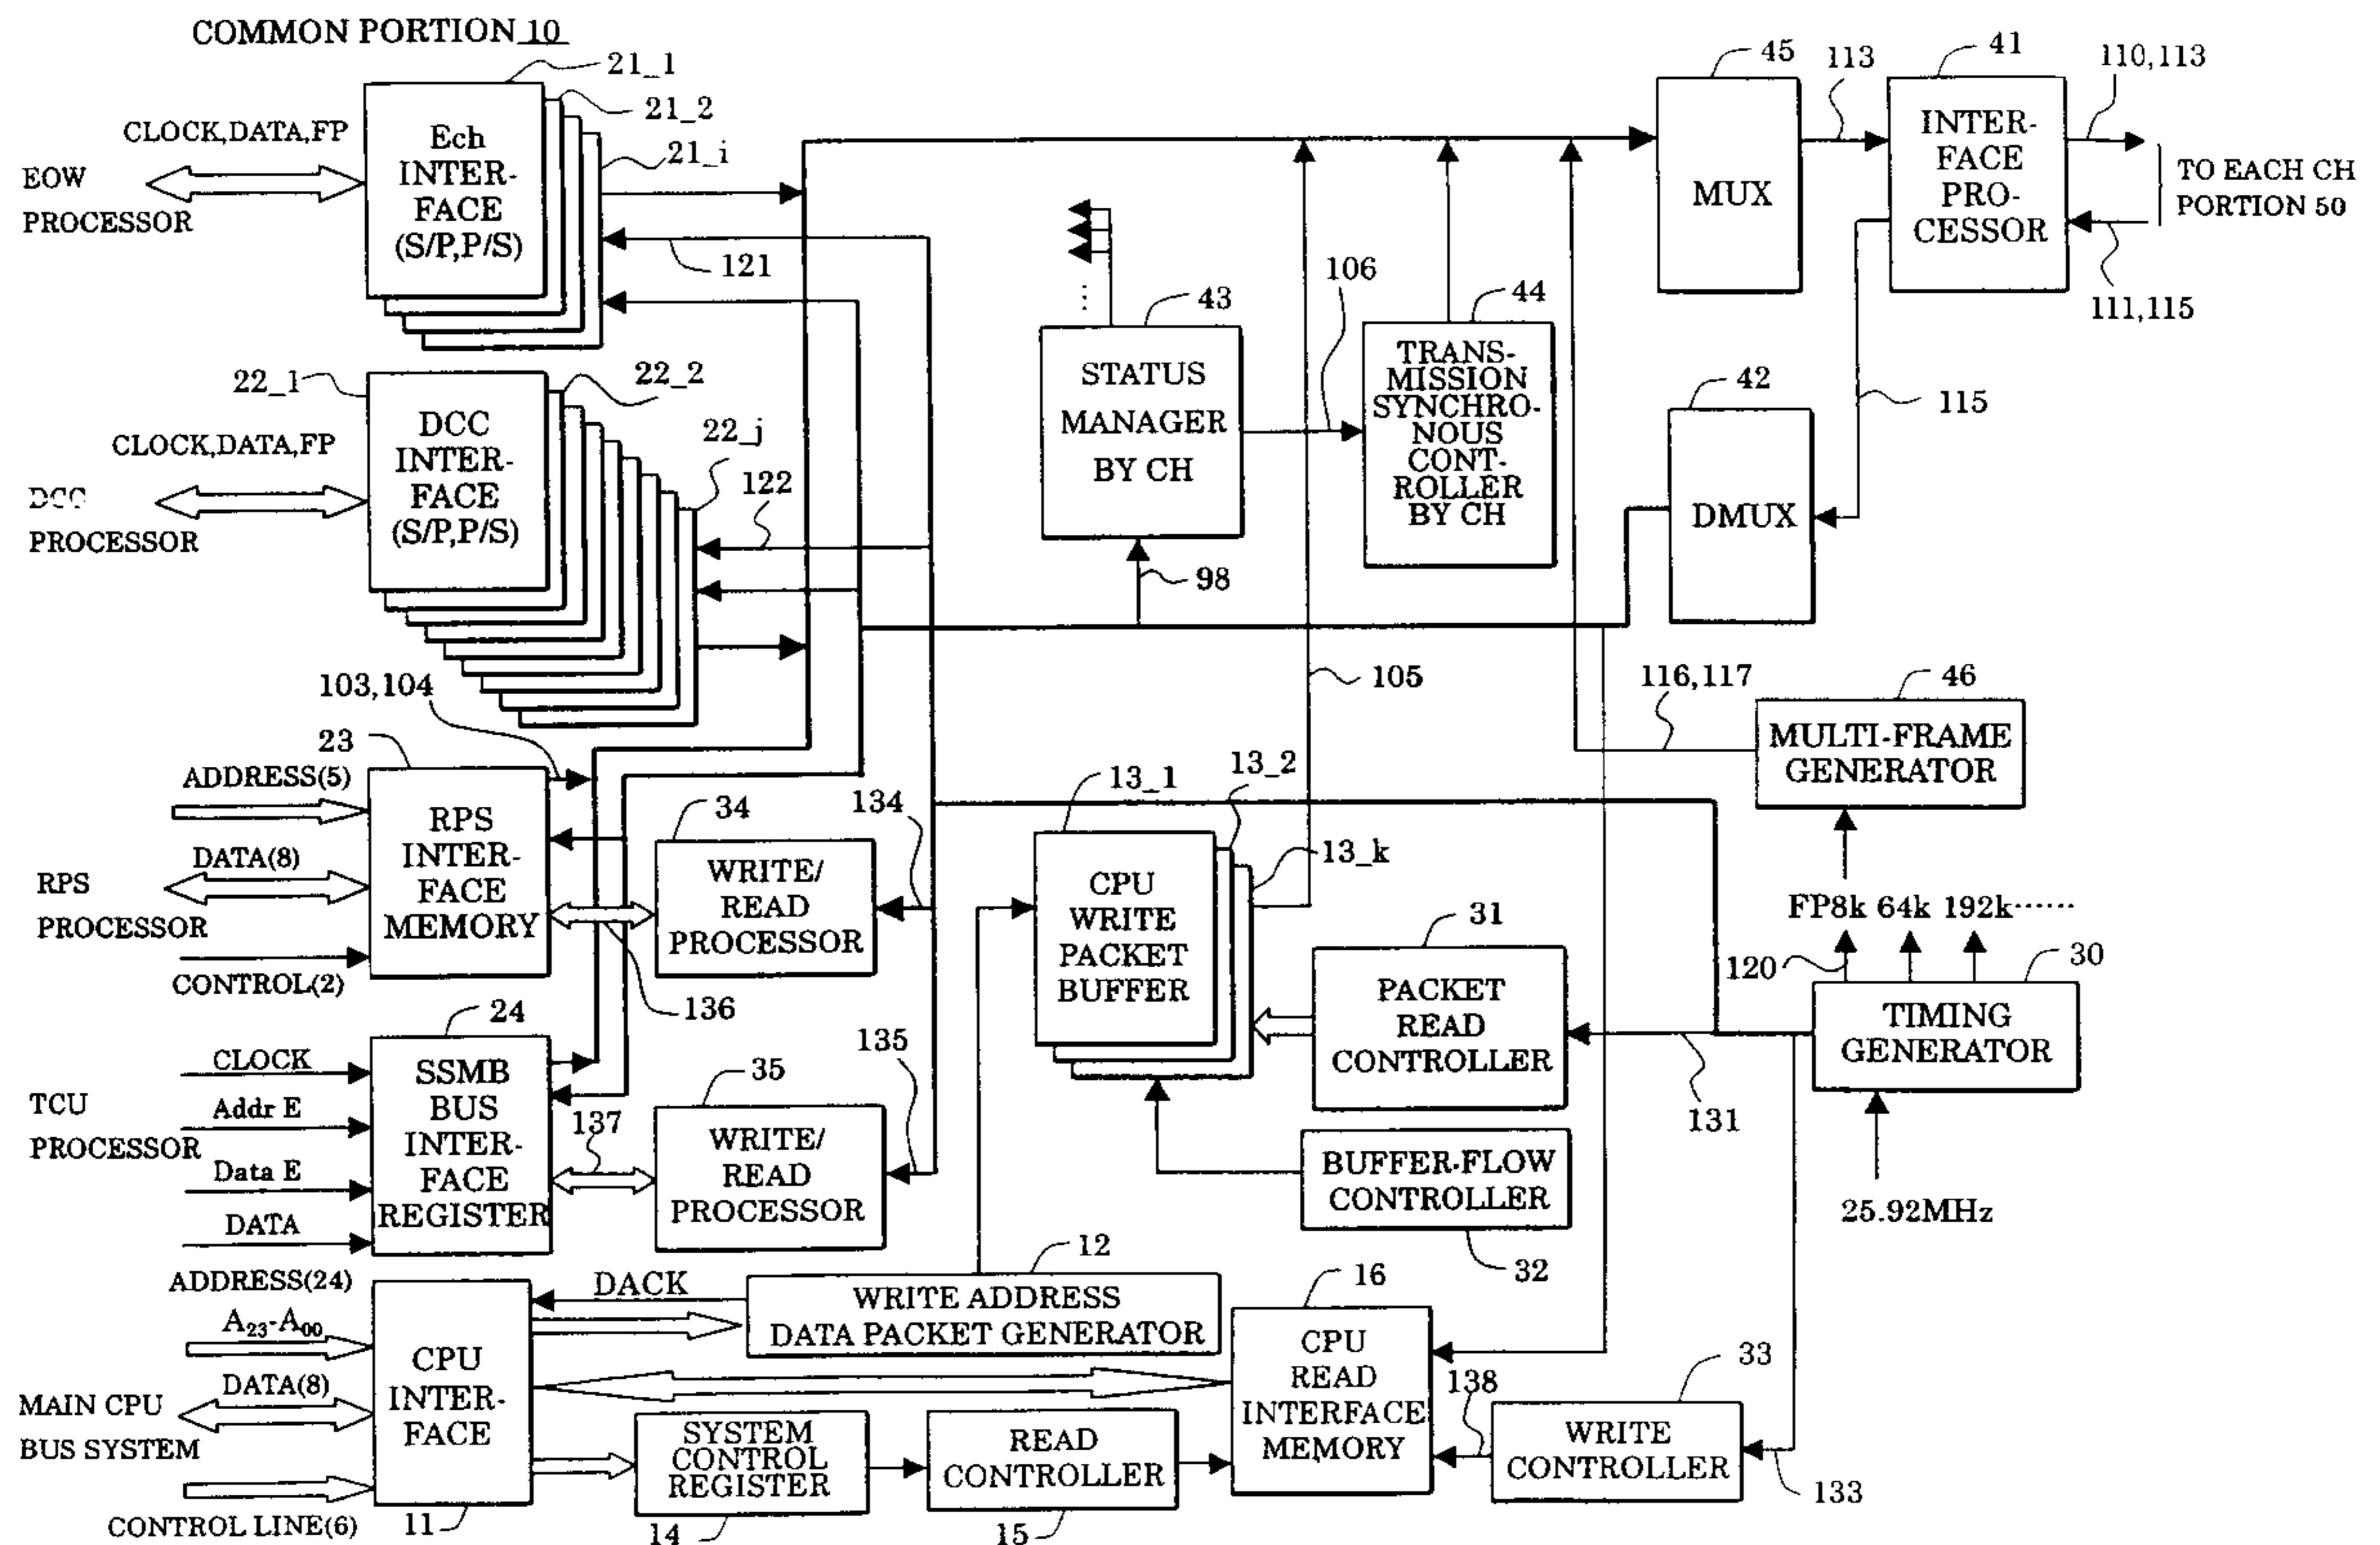 COMMON PORTION 10
21_1
21_2
21_i
CLOCK,DATA,FP
EOW
PROCESSOR
Ech
INTER-
FACE
(S/P,P/S)
121
45
113
41
110,113
MUX
INTER-
FACE
PRO-
CESSOR
TO EACH CH
PORTION 50
111,115
115
22_1
22_2
22_j
CLOCK,DATA,FP
DCC
PROCESSOR
DCC
INTER-
FACE
(S/P,P/S)
122
43
STATUS
MANAGER
BY CH
106
44
TRANS-
MISSION
SYNCHRO-
NOUS
CONT-
ROLLER
BY CH
42
DMUX
98
105
116,117
46
MULTI-FRAME
GENERATOR
103,104
23
ADDRESS(5)
DATA(8)
RPS
PROCESSOR
CONTROL(2)
RPS
INTER-
FACE
MEMORY
34
WRITE/
READ
PROCESSOR
134
136
13_1
13_2
13_k
CPU
WRITE
PACKET
BUFFER
31
PACKET
READ
CONTROLLER
FP8k 64k 192k······
120
30
TIMING
GENERATOR
131
25.92MHz
24
CLOCK
TCU
PROCESSOR
Addr E
Data E
DATA
SSMB
BUS
INTER-
FACE
REGISTER
137
35
WRITE/
READ
PROCESSOR
135
BUFFER-FLOW
CONTROLLER
32
ADDRESS(24)
A23-A00
DATA(8)
MAIN CPU
BUS SYSTEM
CONTROL LINE(6)
CPU
INTER-
FACE
11
DACK
12
WRITE ADDRESS
DATA PACKET GENERATOR
SYSTEM
CONTROL
REGISTER
14
READ
CONTROLLER
15
16
CPU
READ
INTERFACE
MEMORY
138
33
WRITE
CONTROLLER
133